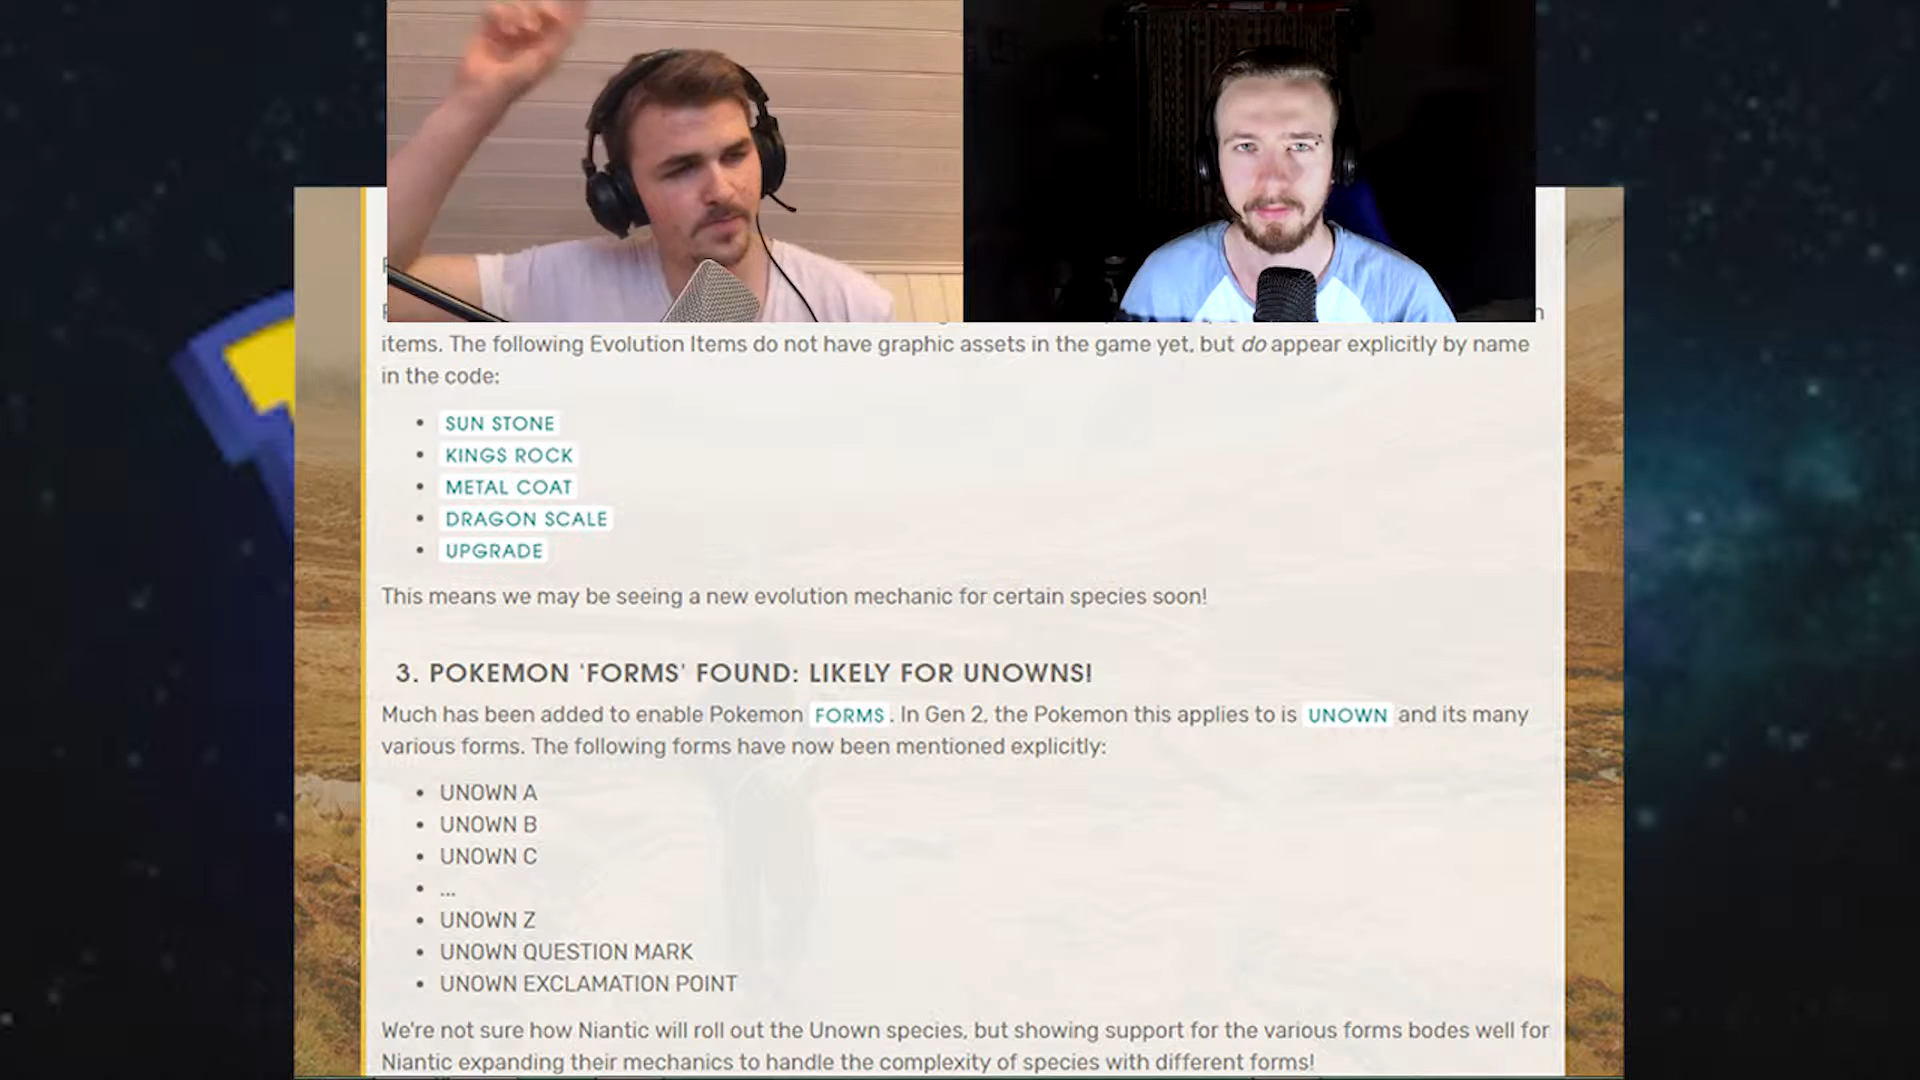 items. The following Evolution Items do not have graphic assets in the game yet, but do appear explicitly by name
in the code:
SUN STONE
KINGS ROCK
METAL COAT
DRAGON SCALE
UPGRADE
This means we may be seeing a new evolution mechanic for certain species soon!
3. POKEMON 'FORMS' FOUND: LIKELY FOR UNOWNS!
Much has been added to enable Pokemon FORMS. In Gen 2, the Pokemon this applies to is UNOWN and its many
various forms. The following forms have now been mentioned explicitly:
UNOWN A
UNOWN B
UNOWN C
...
UNOWN Z
UNOWN QUESTION MARK
UNOWN EXCLAMATION POINT
We're not sure how Niantic will roll out the Unown species, but showing support for the various forms bodes well for
Niantic expanding their mechanics to handle the complexity of species with different forms!